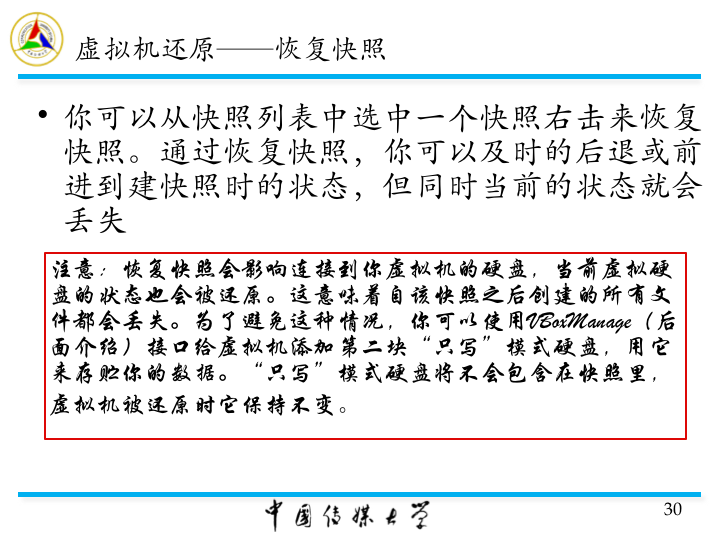 虚拟机还原——恢复快照
• 你可以从快照列表中选中一个快照右击来恢复
快照。通过恢复快照，你可以及时的后退或前
进到建快照时的状态，但同时当前的状态就会
丢失
注意：恢复快照会影响连接到你虚拟机的硬盘，当前虚拟硬
盘的状态也会被还原。这意味着自该快照之后创建的所有文
件都会丢失。为了避免这种情况，你可以使用VBoxManage（后
面介绍）接口给虚拟机添加第二块“只写”模式硬盘，用它
来存贮你的数据。“只写”模式硬盘将不会包含在快照里，
虚拟机被还原时它保持不变。
中国传媒大学
30